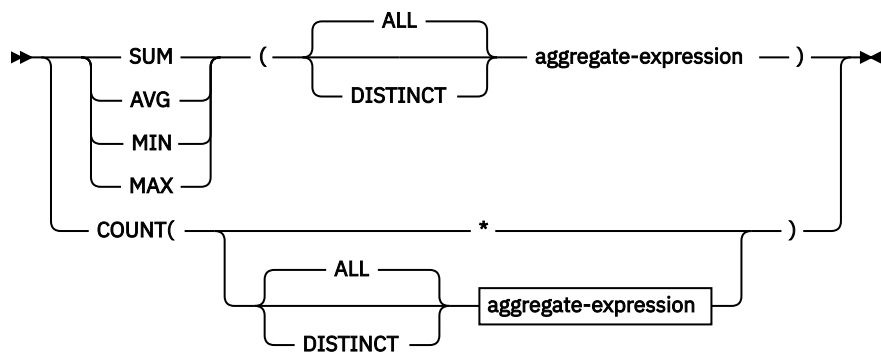 ALL
SUM ( aggregate-expression )
DISTINCT
AVG
MIN
MAX
COUNT( * )
ALL
aggregate-expression
DISTINCT